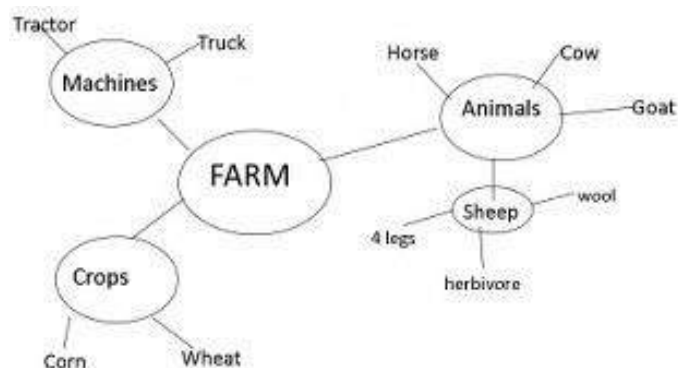 Tractor
Truck
Machines
Horse
Cow
Animals
Goat
FARM
Sheep
wool
4 legs
herbivore
Crops
Corn
Wheat